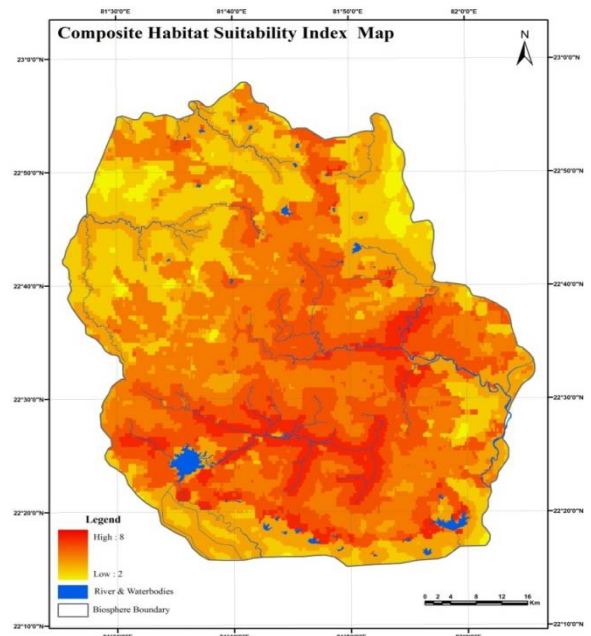 81°30'0"E 81°40'0"E 81°50'0"E 82°0'0"E
Composite Habitat Suitability Index Map
N
23°0'0"N 23°0'0"N
22°50'0"N 22°50'0"N
22°40'0"N 22°40'0"N
22°30'0"N 22°30'0"N
22°20'0"N 22°20'0"N
22°10'0"N 22°10'0"N
Legend
High : 8
Low : 2
River & Waterbodies
Biosphere Boundary
0 2 4 8 12 16
Km